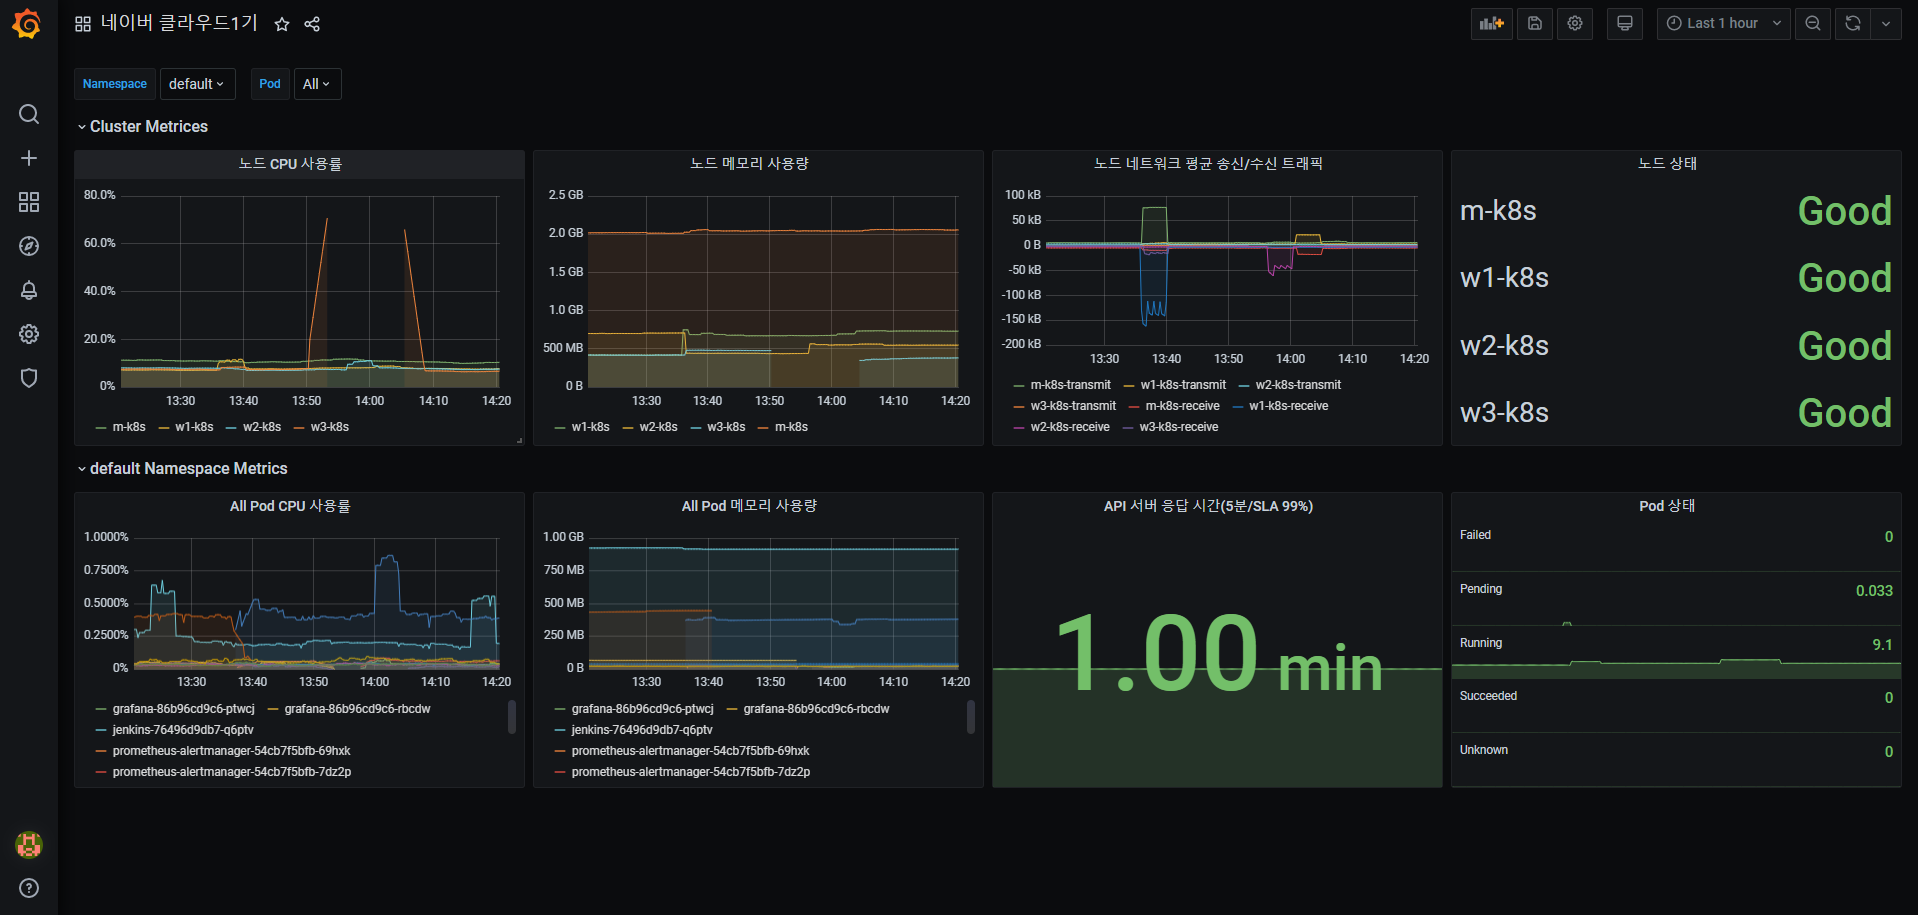 네이버 클라우드1기
Last 1 hour
Namespace default Pod All
Cluster Metrices
노드 CPU 사용률
80.0%
60.0%
40.0%
20.0%
0%
13:30 13:40 13:50 14:00 14:10 14:20
m-k8s w1-k8s w2-k8s w3-k8s
노드 메모리 사용량
2.5 GB
2.0 GB
1.5 GB
1.0 GB
500 MB
0 B
13:30 13:40 13:50 14:00 14:10 14:20
w1-k8s w2-k8s w3-k8s m-k8s
노드 네트워크 평균 송신/수신 트래픽
100 kB
50 kB
0 B
-50 kB
-100 kB
-150 kB
-200 kB
13:30 13:40 13:50 14:00 14:10 14:20
m-k8s-transmit w1-k8s-transmit w2-k8s-transmit
w3-k8s-transmit m-k8s-receive w1-k8s-receive
w2-k8s-receive w3-k8s-receive
노드 상태
m-k8s Good
w1-k8s Good
w2-k8s Good
w3-k8s Good
default Namespace Metrics
All Pod CPU 사용률
1.0000%
0.7500%
0.5000%
0.2500%
0%
13:30 13:40 13:50 14:00 14:10 14:20
grafana-86b96cd9c6-ptwcj grafana-86b96cd9c6-rbcdw
jenkins-76496d9db7-q6ptv
prometheus-alertmanager-54cb7f5bfb-69hxk
prometheus-alertmanager-54cb7f5bfb-7dz2p
All Pod 메모리 사용량
1.00 GB
750 MB
500 MB
250 MB
0 B
13:30 13:40 13:50 14:00 14:10 14:20
grafana-86b96cd9c6-ptwcj grafana-86b96cd9c6-rbcdw
jenkins-76496d9db7-q6ptv
prometheus-alertmanager-54cb7f5bfb-69hxk
prometheus-alertmanager-54cb7f5bfb-7dz2p
API 서버 응답 시간(5분/SLA 99%)
1.00 min
Pod 상태
Failed 0
Pending 0.033
Running 9.1
Succeeded 0
Unknown 0